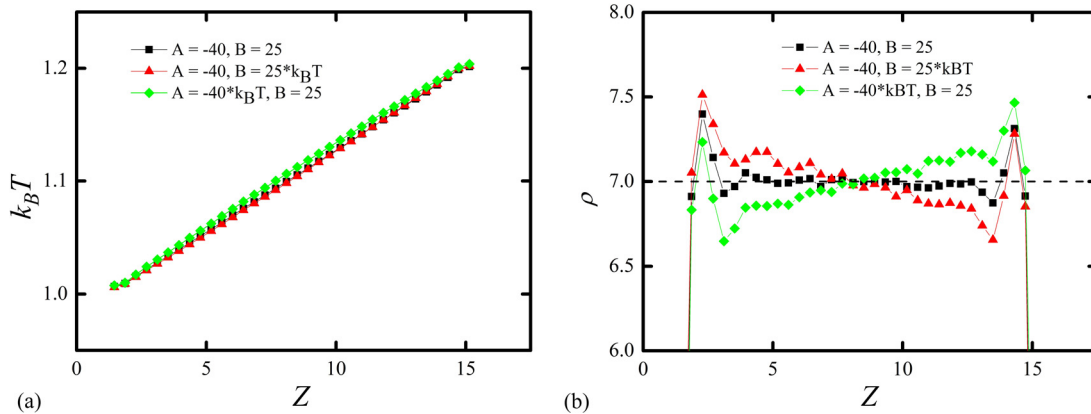 A = -40, B = 25
A = -40, B = 25*k_BT
A = -40*k_BT, B = 25
1.2
1.1
1.0
k_BT
0
5
10
15
Z
(a)
A = -40, B = 25
A = -40, B = 25*kBT
A = -40*kBT, B = 25
8.0
7.5
7.0
6.5
6.0
ρ
0
5
10
15
Z
(b)